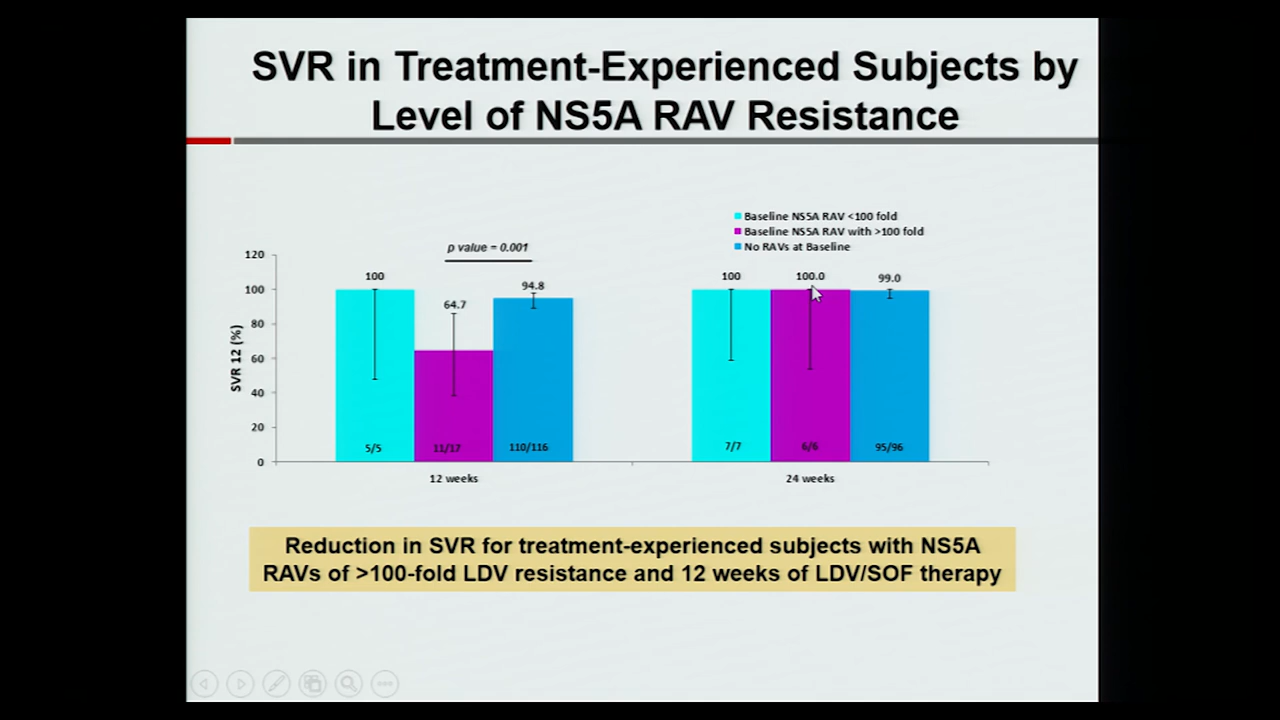 SVR in Treatment-Experienced Subjects by
Level of NS5A RAV Resistance
Baseline NS5A RAV <100 fold
Baseline NS5A RAV with >100 fold
No RAVs at Baseline
p value = 0.001
SVR 12 (%)
120
100
80
60
40
20
0
100
64.7
94.8
100
100.0
99.0
5/5
11/17
110/116
7/7
6/6
95/96
12 weeks
24 weeks
Reduction in SVR for treatment-experienced subjects with NS5A
RAVs of >100-fold LDV resistance and 12 weeks of LDV/SOF therapy